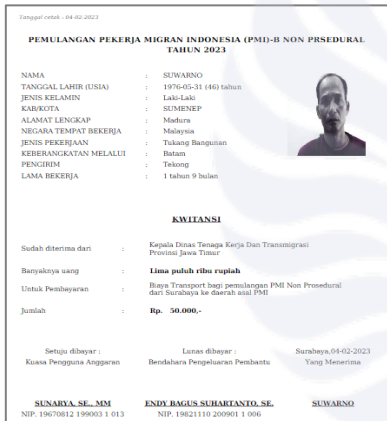 Tanggal cetak : 04-02-2023
PEMULANGAN PEKERJA MIGRAN INDONESIA (PMI)-B NON PRSEDURAL
TAHUN 2023
NAMA : SUWARNO
TANGGAL LAHIR (USIA) : 1976-05-31 (46) tahun
JENIS KELAMIN : Laki-Laki
KAB/KOTA : SUMENEP
ALAMAT LENGKAP : Madura
NEGARA TEMPAT BEKERJA : Malaysia
JENIS PEKERJAAN : Tukang Bangunan
KEBERANGKATAN MELALUI : Batam
PENGIRIM : Tekong
LAMA BEKERJA : 1 tahun 9 bulan
KWITANSI
Sudah diterima dari : Kepala Dinas Tenaga Kerja Dan Transmigrasi
Provinsi Jawa Timur
Banyaknya uang : Lima puluh ribu rupiah
Untuk Pembayaran : Biaya Transport bagi pemulangan PMI Non Prosedural
dari Surabaya ke daerah asal PMI
Jumlah : Rp. 50.000,-
Setuju dibayar : Lunas dibayar : Surabaya,04-02-2023
Kuasa Pengguna Anggaran Bendahara Pengeluaran Pembantu Yang Menerima
SUNARYA, SE., MM ENDY BAGUS SUHARTANTO, SE. SUWARNO
NIP. 19670812 199003 1 013 NIP. 19821110 200901 1 006